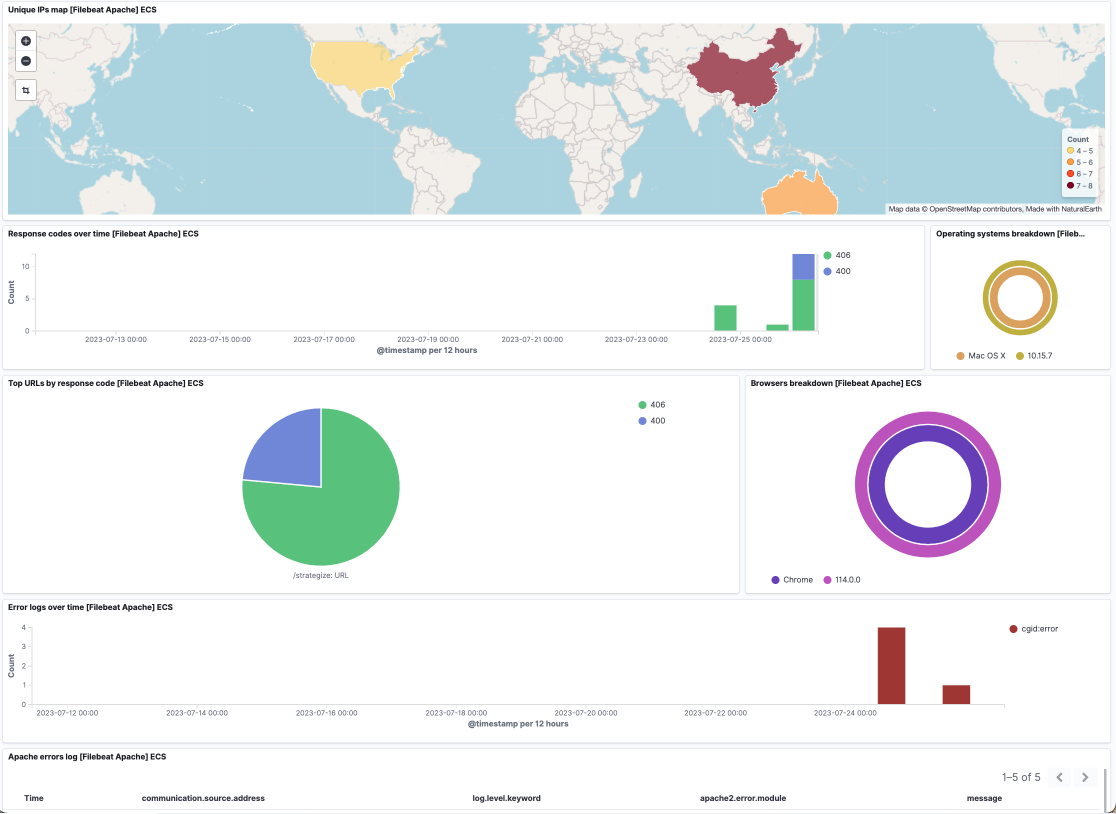 Unique IPs map [Filebeat Apache] ECS
Count
4 – 5
5 – 6
6 – 7
7 – 8
Map data © OpenStreetMap contributors, Made with NaturalEarth
Response codes over time [Filebeat Apache] ECS
Count
10
5
0
2023-07-13 00:00 2023-07-15 00:00 2023-07-17 00:00 2023-07-19 00:00 2023-07-21 00:00 2023-07-23 00:00 2023-07-25 00:00
@timestamp per 12 hours
406
400
Operating systems breakdown [Fileb...
Mac OS X 10.15.7
Top URLs by response code [Filebeat Apache] ECS
406
400
/strategize: URL
Browsers breakdown [Filebeat Apache] ECS
Chrome 114.0.0
Error logs over time [Filebeat Apache] ECS
Count
4
3
2
1
0
2023-07-12 00:00 2023-07-14 00:00 2023-07-16 00:00 2023-07-18 00:00 2023-07-20 00:00 2023-07-22 00:00 2023-07-24 00:00
@timestamp per 12 hours
cgid:error
Apache errors log [Filebeat Apache] ECS
1–5 of 5
Time communication.source.address log.level.keyword apache2.error.module message